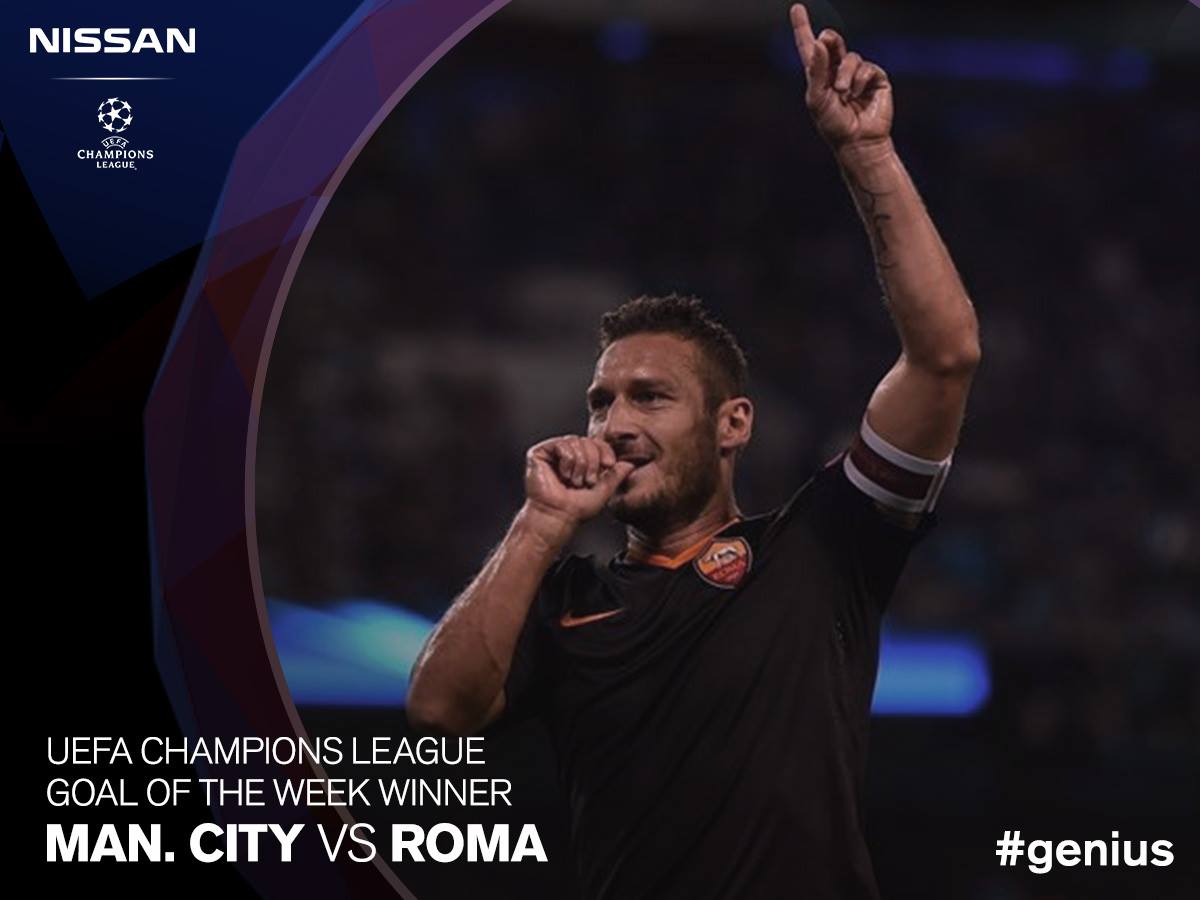 NISSAN
UEFA
CHAMPIONS
LEAGUE
UEFA CHAMPIONS LEAGUE
GOAL OF THE WEEK WINNER
MAN. CITY VS ROMA
#genius